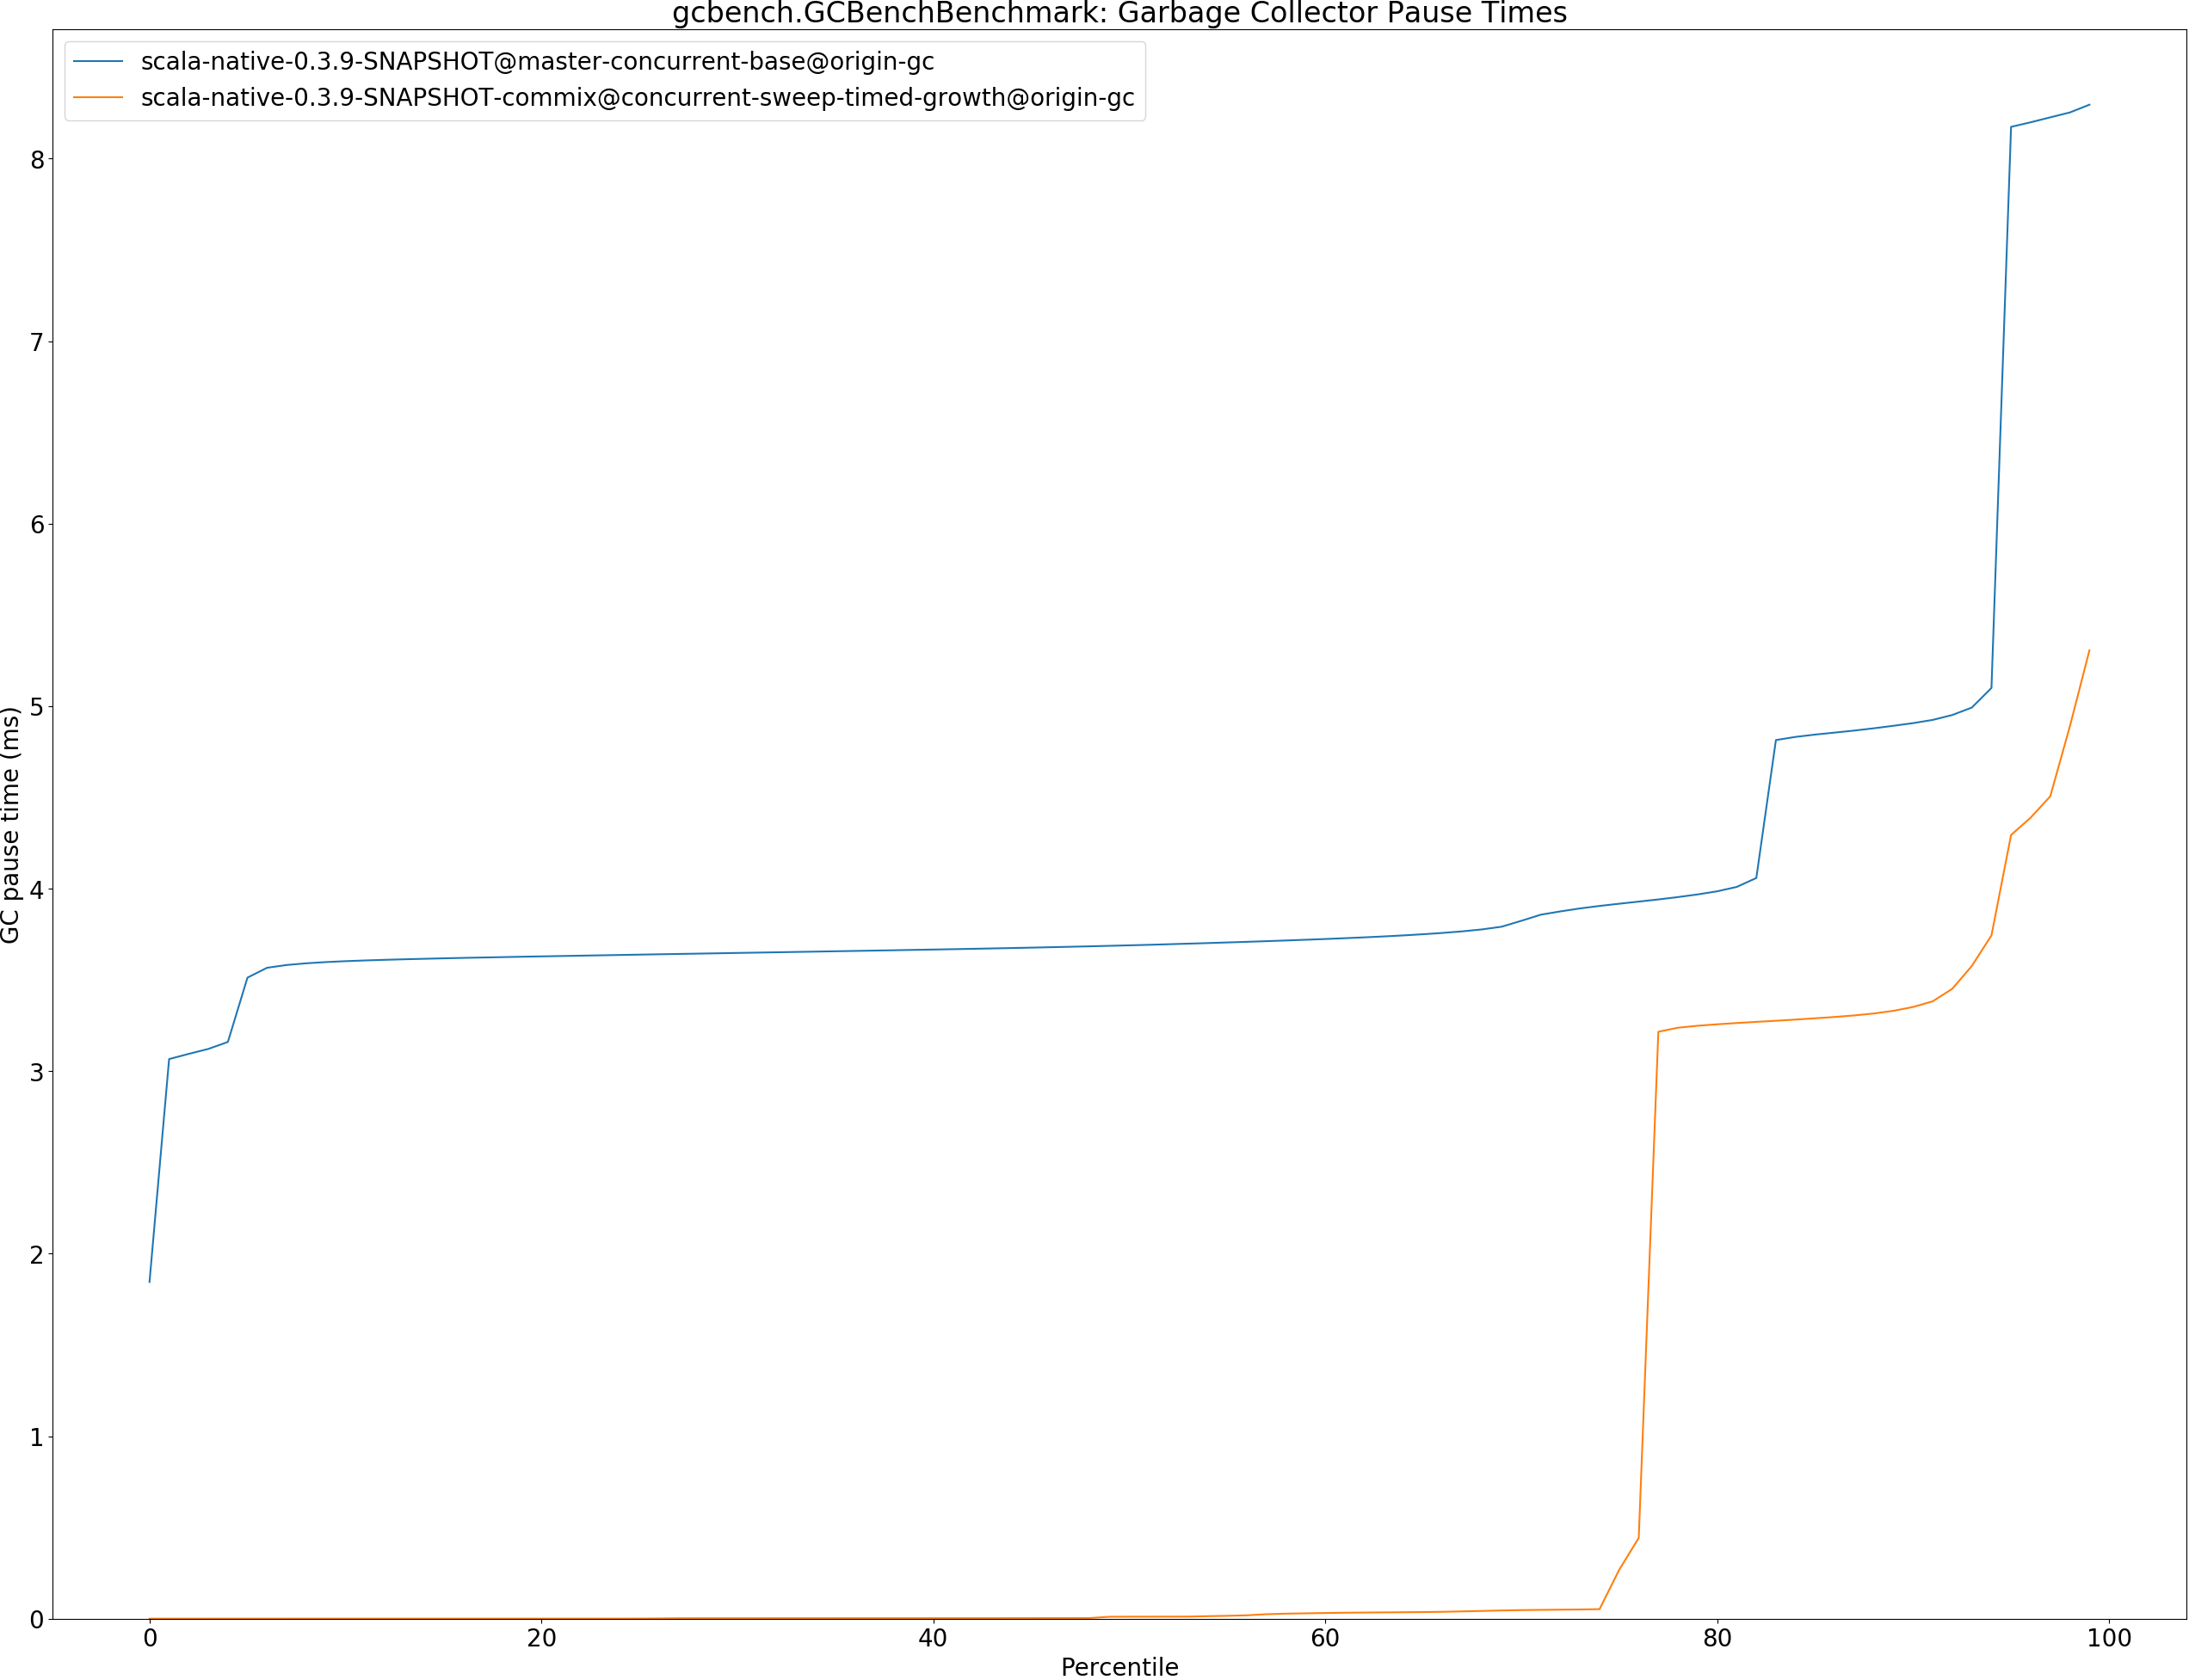 gcbench.GCBenchBenchmark: Garbage Collector Pause Times
scala-native-0.3.9-SNAPSHOT@master-concurrent-base@origin-gc
scala-native-0.3.9-SNAPSHOT-commix@concurrent-sweep-timed-growth@origin-gc
GC pause time (ms)
8
7
6
5
4
3
2
1
0
0 20 40 60 80 100
Percentile